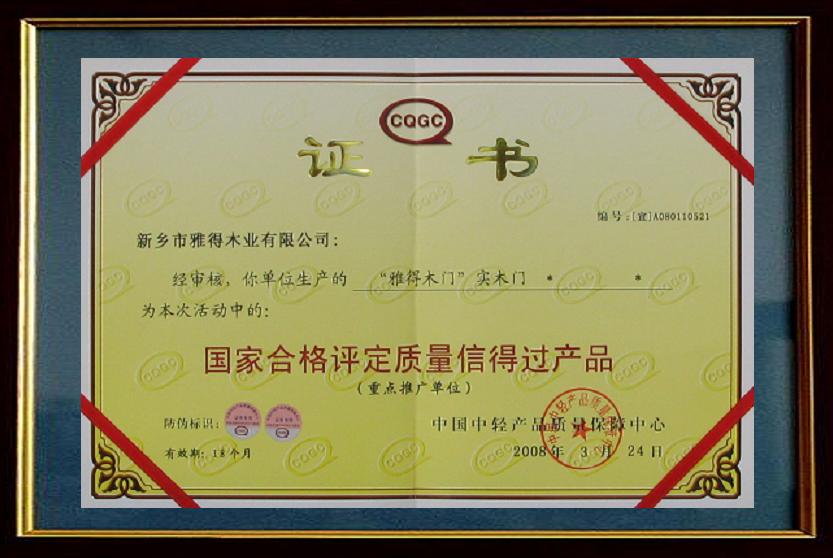 CQGC
证 书
编号:[宣]A080110521
新乡市雅得木业有限公司:
经审核,你单位生产的 “雅得木门”实木门 * *
为本次活动中的:
国家合格评定质量信得过产品
(重点推广单位)
防伪标识: 中国中轻产品质量保障中心
有效期: 18个月 2008年 3 月 24 日